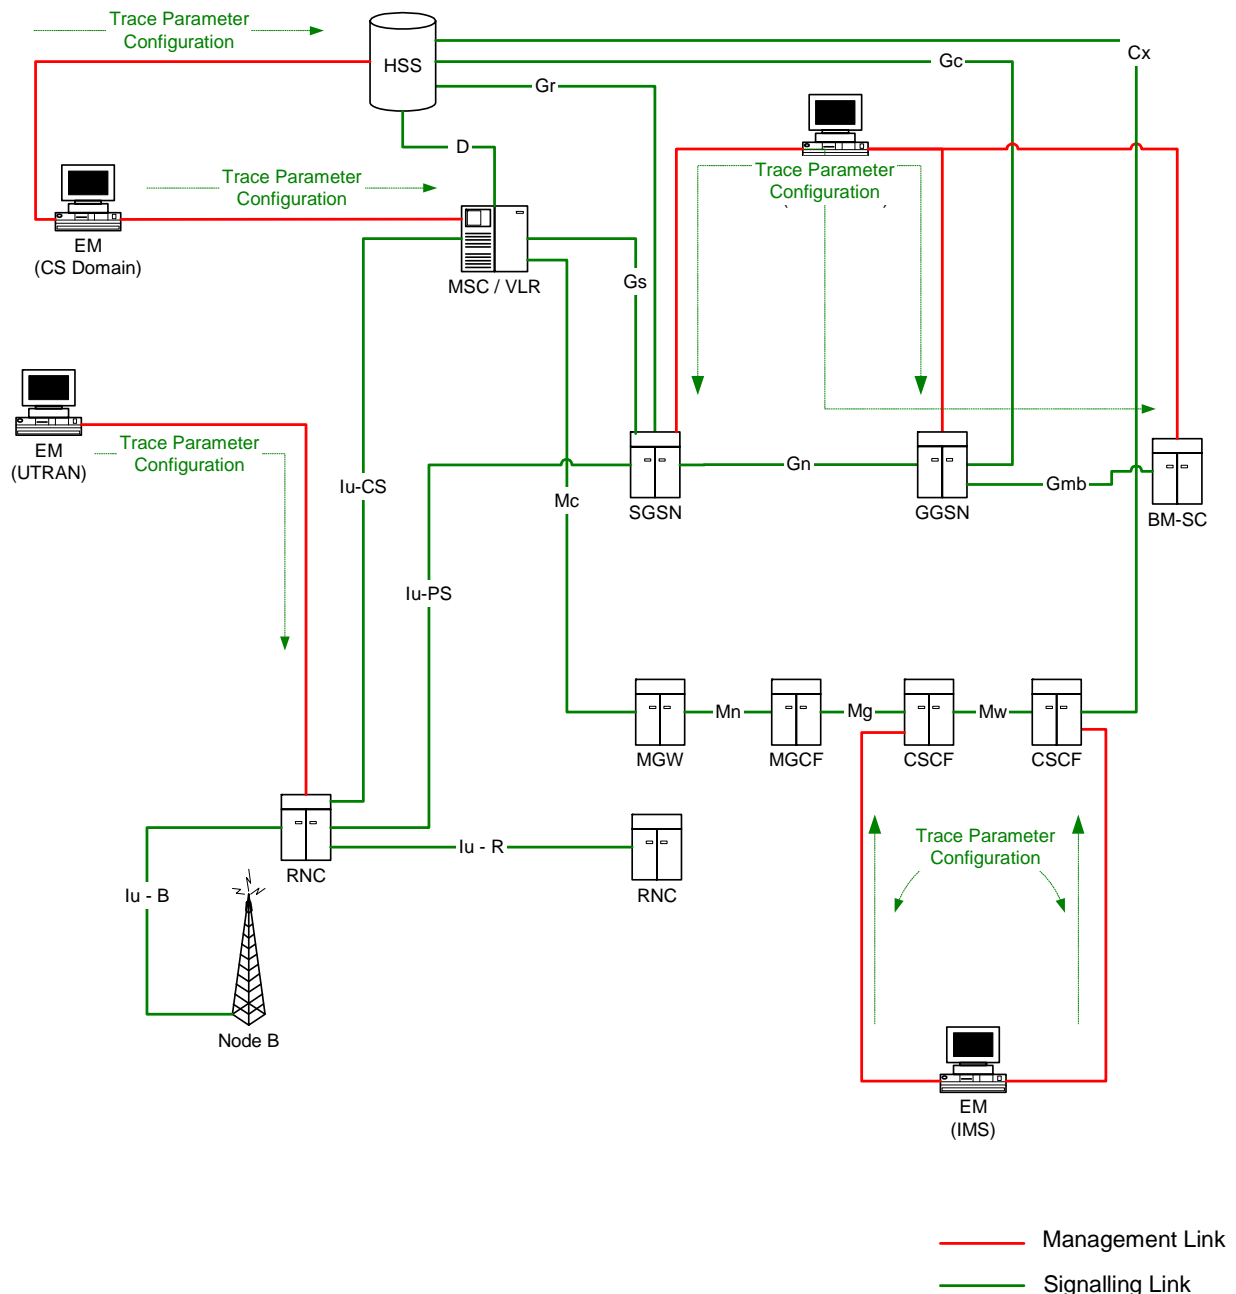 Trace Parameter
Configuration
HSS
Cx
Gc
Gr
D
Trace Parameter
Configuration
Trace Parameter
Configuration
EM
(CS Domain)
MSC / VLR
Gs
EM
(UTRAN)
Trace Parameter
Configuration
Iu-CS
Mc
SGSN
Gn
GGSN
Gmb
BM-SC
Iu-PS
Mn
Mg
Mw
MGW
MGCF
CSCF
CSCF
RNC
Iu - R
RNC
Trace Parameter
Configuration
Iu - B
Node B
EM
(IMS)
Management Link
Signalling Link